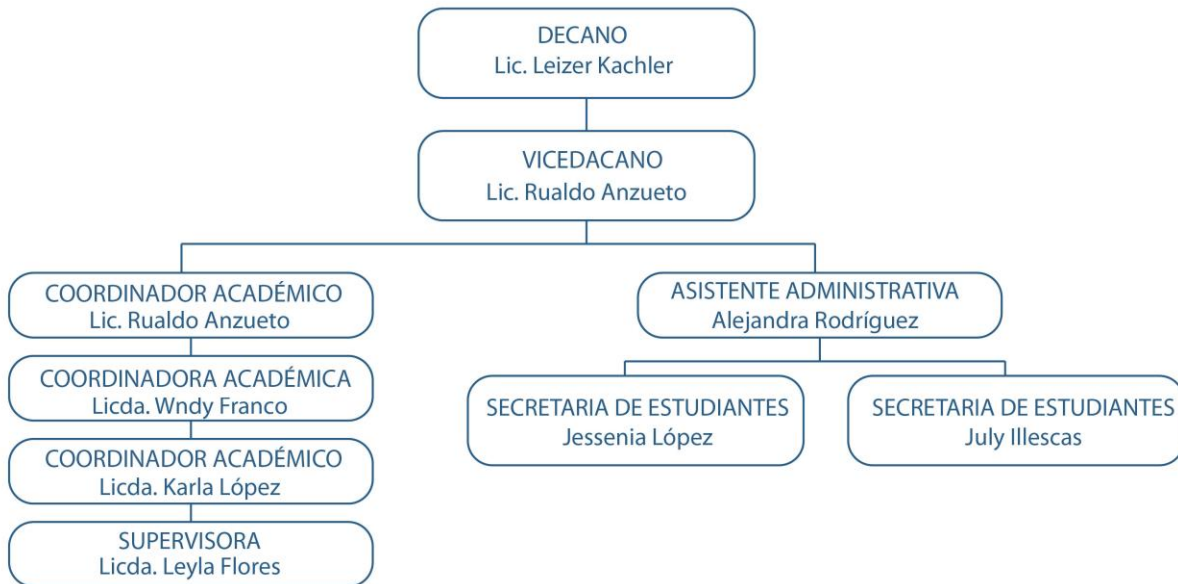 DECANO
Lic. Leizer Kachler
VICEDACANO
Lic. Rualdo Anzueto
COORDINADOR ACADÉMICO
Lic. Rualdo Anzueto
COORDINADORA ACADÉMICA
Licda. Wndy Franco
COORDINADOR ACADÉMICO
Licda. Karla López
SUPERVISORA
Licda. Leyla Flores
ASISTENTE ADMINISTRATIVA
Alejandra Rodríguez
SECRETARIA DE ESTUDIANTES
Jessenia López
SECRETARIA DE ESTUDIANTES
July Illescas